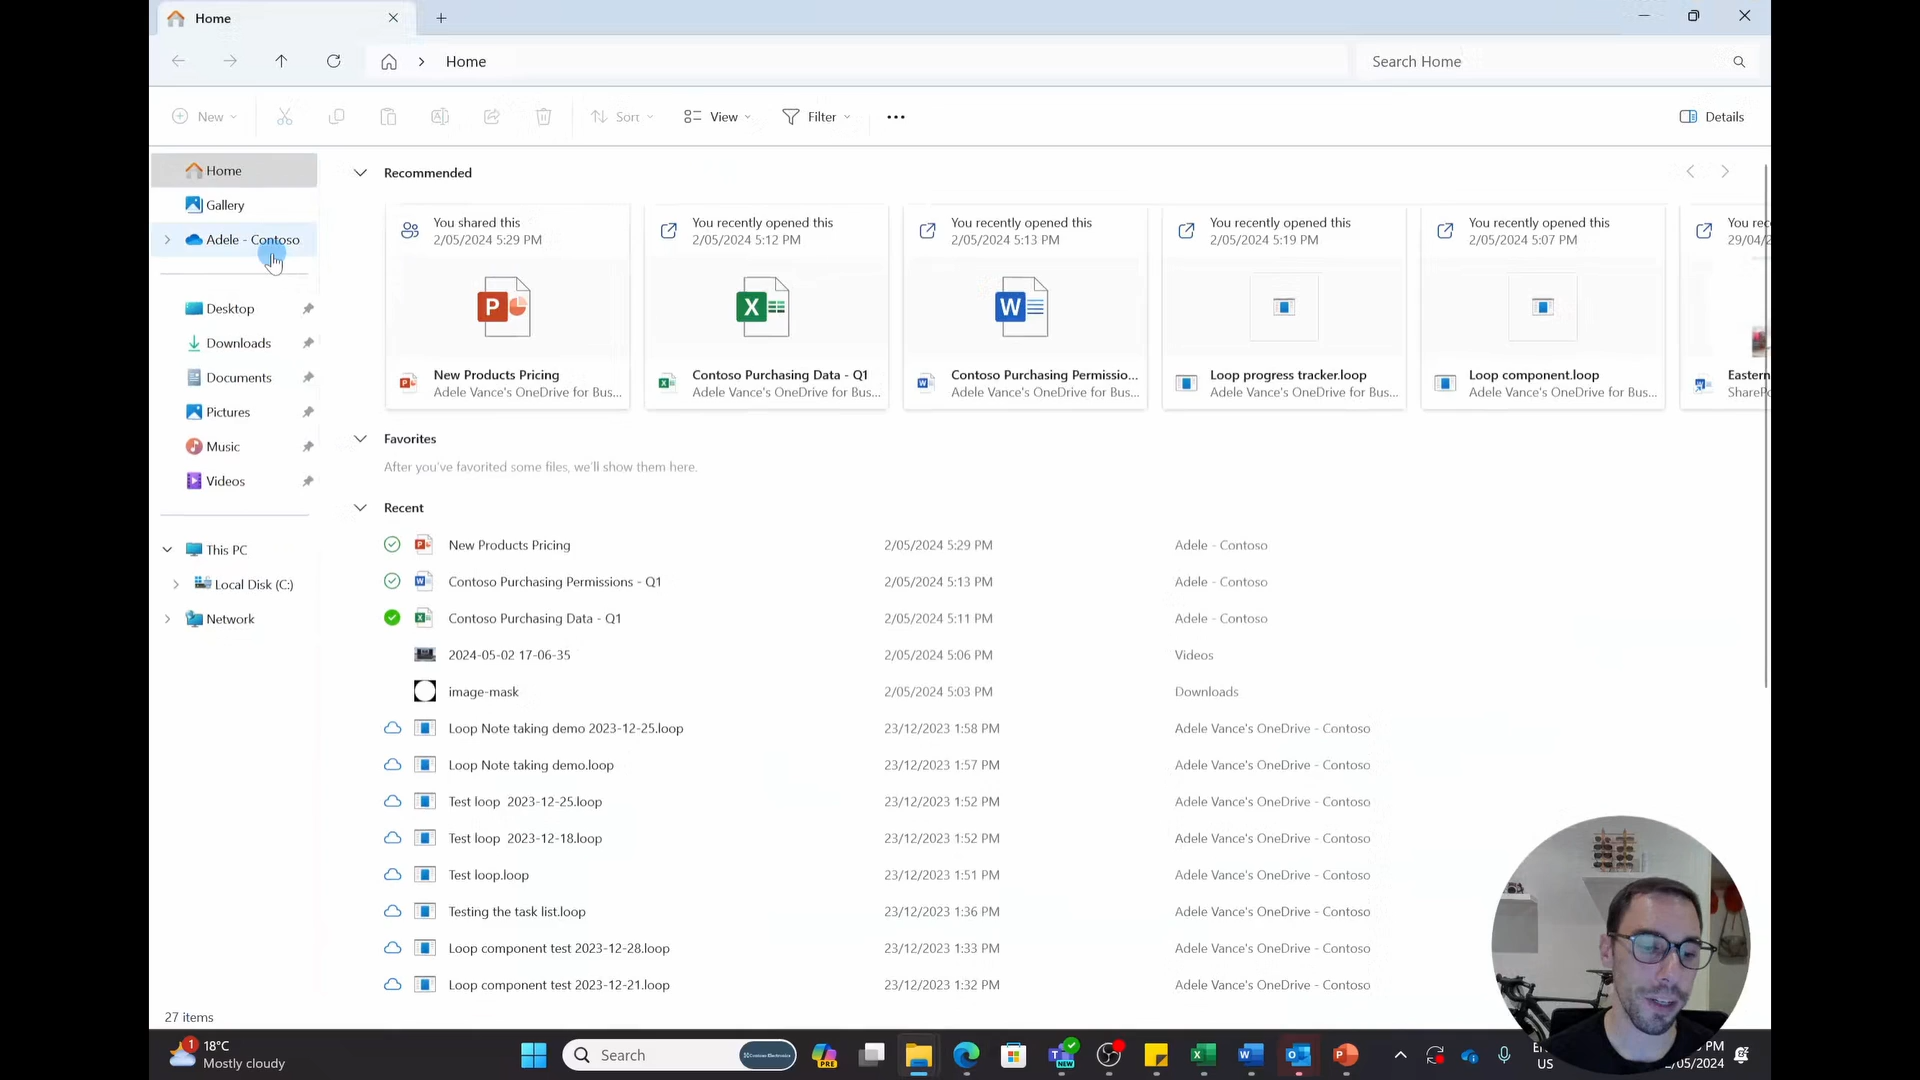 Home
Home
Search Home
New
Sort
View
Filter
Details
Home
Gallery
Adele - Contoso
Desktop
Downloads
Documents
Pictures
Music
Videos
This PC
Local Disk (C:)
Network
Recommended
You shared this
2/05/2024 5:29 PM
New Products Pricing
Adele Vance's OneDrive for Bus...
You recently opened this
2/05/2024 5:12 PM
Contoso Purchasing Data - Q1
Adele Vance's OneDrive for Bus...
You recently opened this
2/05/2024 5:13 PM
Contoso Purchasing Permissio...
Adele Vance's OneDrive for Bus...
You recently opened this
2/05/2024 5:19 PM
Loop progress tracker.loop
Adele Vance's OneDrive for Bus...
You recently opened this
2/05/2024 5:07 PM
Loop component.loop
Adele Vance's OneDrive for Bus...
You rec
29/04/2
Eastern
SharePo
Favorites
After you've favorited some files, we'll show them here.
Recent
New Products Pricing 2/05/2024 5:29 PM Adele - Contoso
Contoso Purchasing Permissions - Q1 2/05/2024 5:13 PM Adele - Contoso
Contoso Purchasing Data - Q1 2/05/2024 5:11 PM Adele - Contoso
2024-05-02 17-06-35 2/05/2024 5:06 PM Videos
image-mask 2/05/2024 5:03 PM Downloads
Loop Note taking demo 2023-12-25.loop 23/12/2023 1:58 PM Adele Vance's OneDrive - Contoso
Loop Note taking demo.loop 23/12/2023 1:57 PM Adele Vance's OneDrive - Contoso
Test loop 2023-12-25.loop 23/12/2023 1:52 PM Adele Vance's OneDrive - Contoso
Test loop 2023-12-18.loop 23/12/2023 1:52 PM Adele Vance's OneDrive - Contoso
Test loop.loop 23/12/2023 1:51 PM Adele Vance's OneDrive - Contoso
Testing the task list.loop 23/12/2023 1:36 PM Adele Vance's OneDrive - Contoso
Loop component test 2023-12-28.loop 23/12/2023 1:33 PM Adele Vance's OneDrive - Contoso
Loop component test 2023-12-21.loop 23/12/2023 1:32 PM Adele Vance's OneDrive - Contoso
27 items
1
18°C
Mostly cloudy
Search
Contoso Electronics
PRE
NEW
US
PM
/05/2024